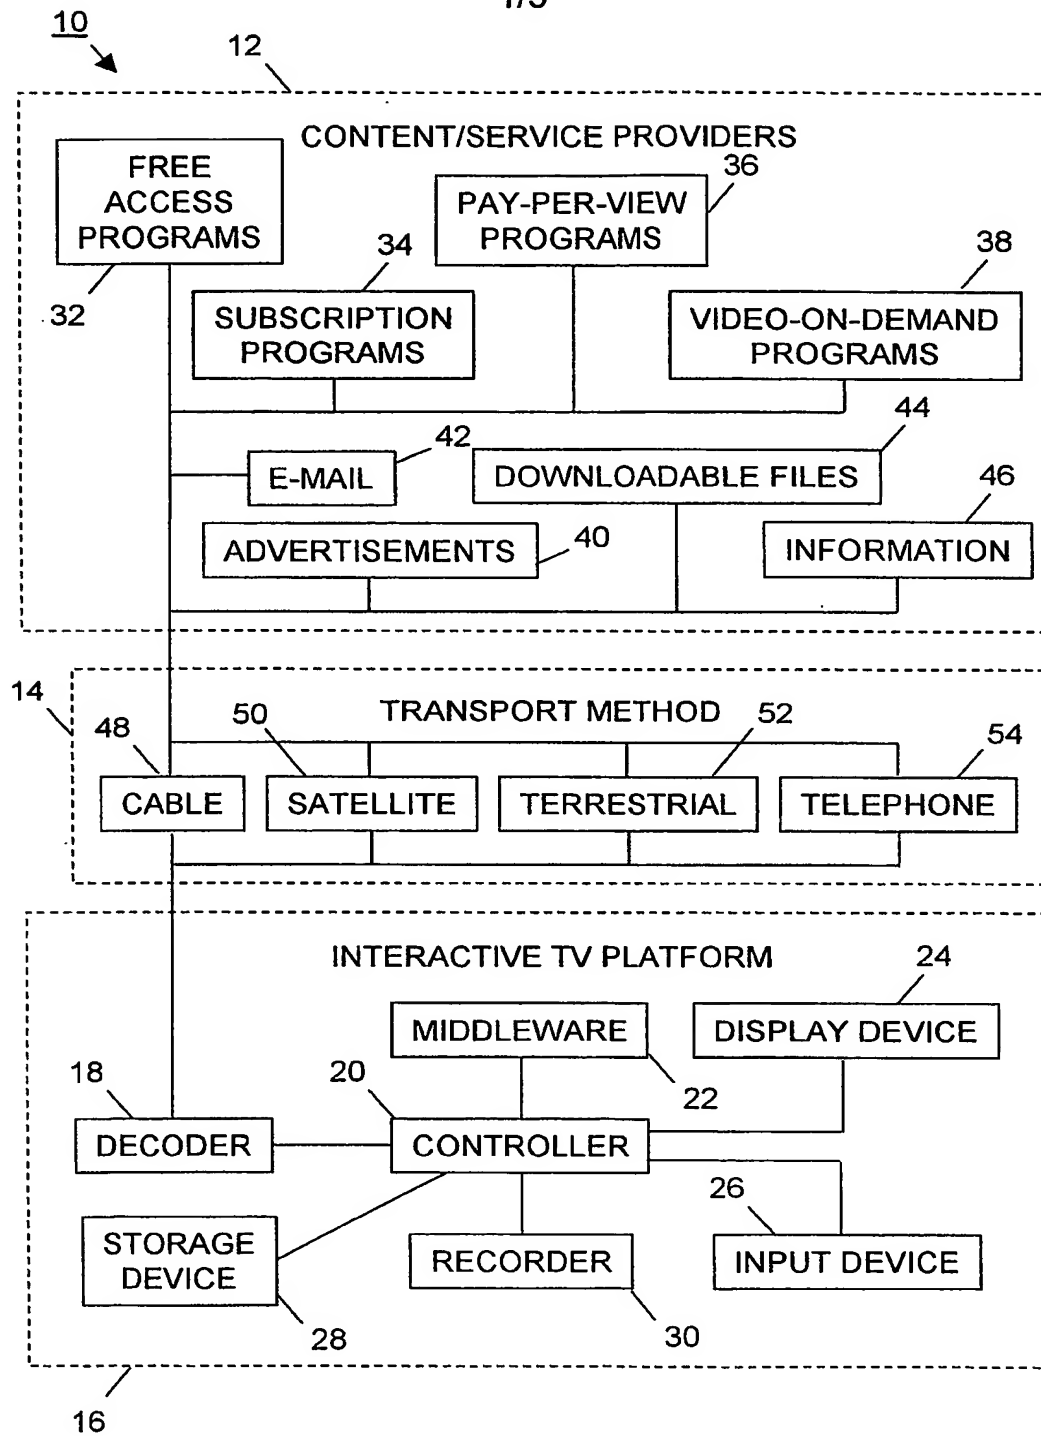 10
12
CONTENT/SERVICE PROVIDERS
FREE
ACCESS
PROGRAMS
32
PAY-PER-VIEW
PROGRAMS
36
34
SUBSCRIPTION
PROGRAMS
38
VIDEO-ON-DEMAND
PROGRAMS
42
E-MAIL
44
DOWNLOADABLE FILES
46
ADVERTISEMENTS
40
INFORMATION
14
TRANSPORT METHOD
48
50
52
54
CABLE
SATELLITE
TERRESTRIAL
TELEPHONE
INTERACTIVE TV PLATFORM
24
MIDDLEWARE
22
DISPLAY DEVICE
18
20
DECODER
CONTROLLER
26
STORAGE
DEVICE
28
RECORDER
30
INPUT DEVICE
16